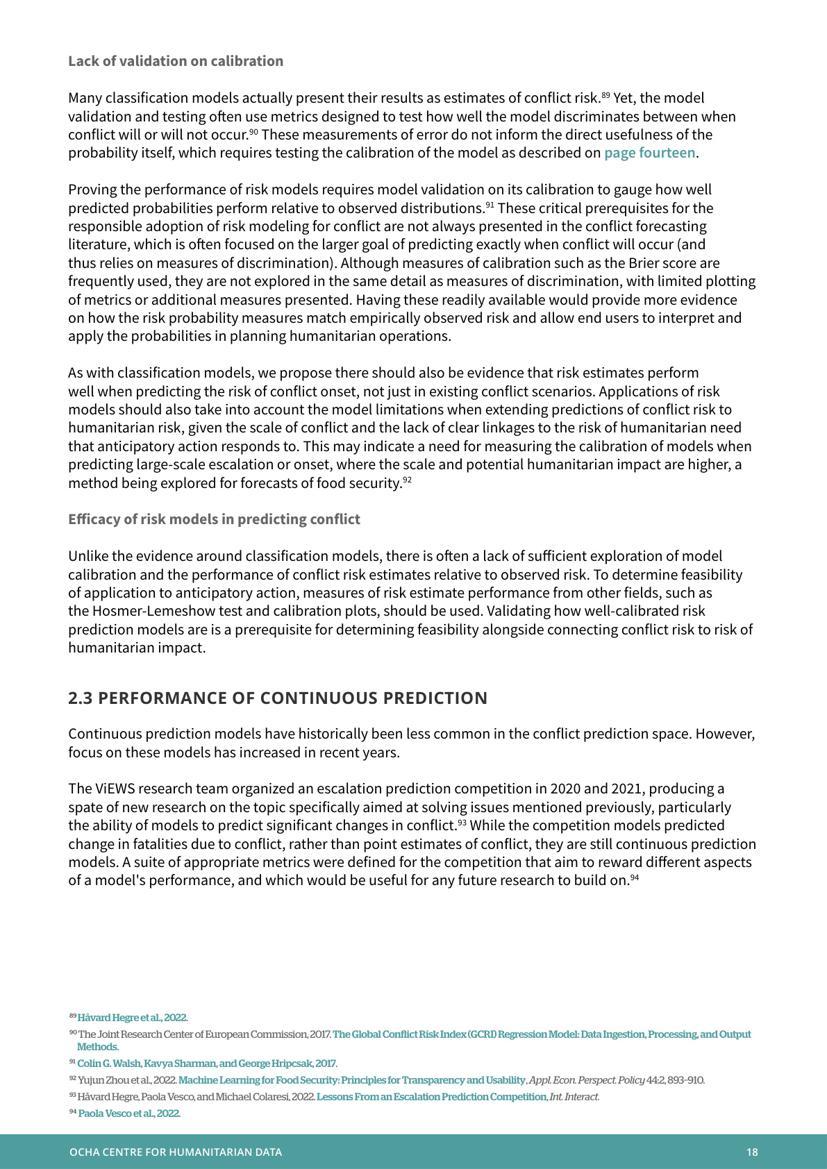 Lack of validation on calibration
Many classification models actually present their results as estimates of conflict risk.⁸⁹ Yet, the model
validation and testing often use metrics designed to test how well the model discriminates between when
conflict will or will not occur.⁹⁰ These measurements of error do not inform the direct usefulness of the
probability itself, which requires testing the calibration of the model as described on page fourteen.
Proving the performance of risk models requires model validation on its calibration to gauge how well
predicted probabilities perform relative to observed distributions.⁹¹ These critical prerequisites for the
responsible adoption of risk modeling for conflict are not always presented in the conflict forecasting
literature, which is often focused on the larger goal of predicting exactly when conflict will occur (and
thus relies on measures of discrimination). Although measures of calibration such as the Brier score are
frequently used, they are not explored in the same detail as measures of discrimination, with limited plotting
of metrics or additional measures presented. Having these readily available would provide more evidence
on how the risk probability measures match empirically observed risk and allow end users to interpret and
apply the probabilities in planning humanitarian operations.
As with classification models, we propose there should also be evidence that risk estimates perform
well when predicting the risk of conflict onset, not just in existing conflict scenarios. Applications of risk
models should also take into account the model limitations when extending predictions of conflict risk to
humanitarian risk, given the scale of conflict and the lack of clear linkages to the risk of humanitarian need
that anticipatory action responds to. This may indicate a need for measuring the calibration of models when
predicting large-scale escalation or onset, where the scale and potential humanitarian impact are higher, a
method being explored for forecasts of food security.⁹²
Efficacy of risk models in predicting conflict
Unlike the evidence around classification models, there is often a lack of sufficient exploration of model
calibration and the performance of conflict risk estimates relative to observed risk. To determine feasibility
of application to anticipatory action, measures of risk estimate performance from other fields, such as
the Hosmer-Lemeshow test and calibration plots, should be used. Validating how well-calibrated risk
prediction models are is a prerequisite for determining feasibility alongside connecting conflict risk to risk of
humanitarian impact.
2.3 PERFORMANCE OF CONTINUOUS PREDICTION
Continuous prediction models have historically been less common in the conflict prediction space. However,
focus on these models has increased in recent years.
The ViEWS research team organized an escalation prediction competition in 2020 and 2021, producing a
spate of new research on the topic specifically aimed at solving issues mentioned previously, particularly
the ability of models to predict significant changes in conflict.⁹³ While the competition models predicted
change in fatalities due to conflict, rather than point estimates of conflict, they are still continuous prediction
models. A suite of appropriate metrics were defined for the competition that aim to reward different aspects
of a model's performance, and which would be useful for any future research to build on.⁹⁴
⁸⁹ Håvard Hegre et al., 2022.
⁹⁰ The Joint Research Center of European Commission, 2017. The Global Conflict Risk Index (GCRI) Regression Model: Data Ingestion, Processing, and Output
Methods.
⁹¹ Colin G. Walsh, Kavya Sharman, and George Hripcsak, 2017.
⁹² Yujun Zhou et al., 2022. Machine Learning for Food Security: Principles for Transparency and Usability, Appl. Econ. Perspect. Policy 44:2, 893-910.
⁹³ Håvard Hegre, Paola Vesco, and Michael Colaresi, 2022. Lessons From an Escalation Prediction Competition, Int. Interact.
⁹⁴ Paola Vesco et al., 2022.
OCHA CENTRE FOR HUMANITARIAN DATA
18